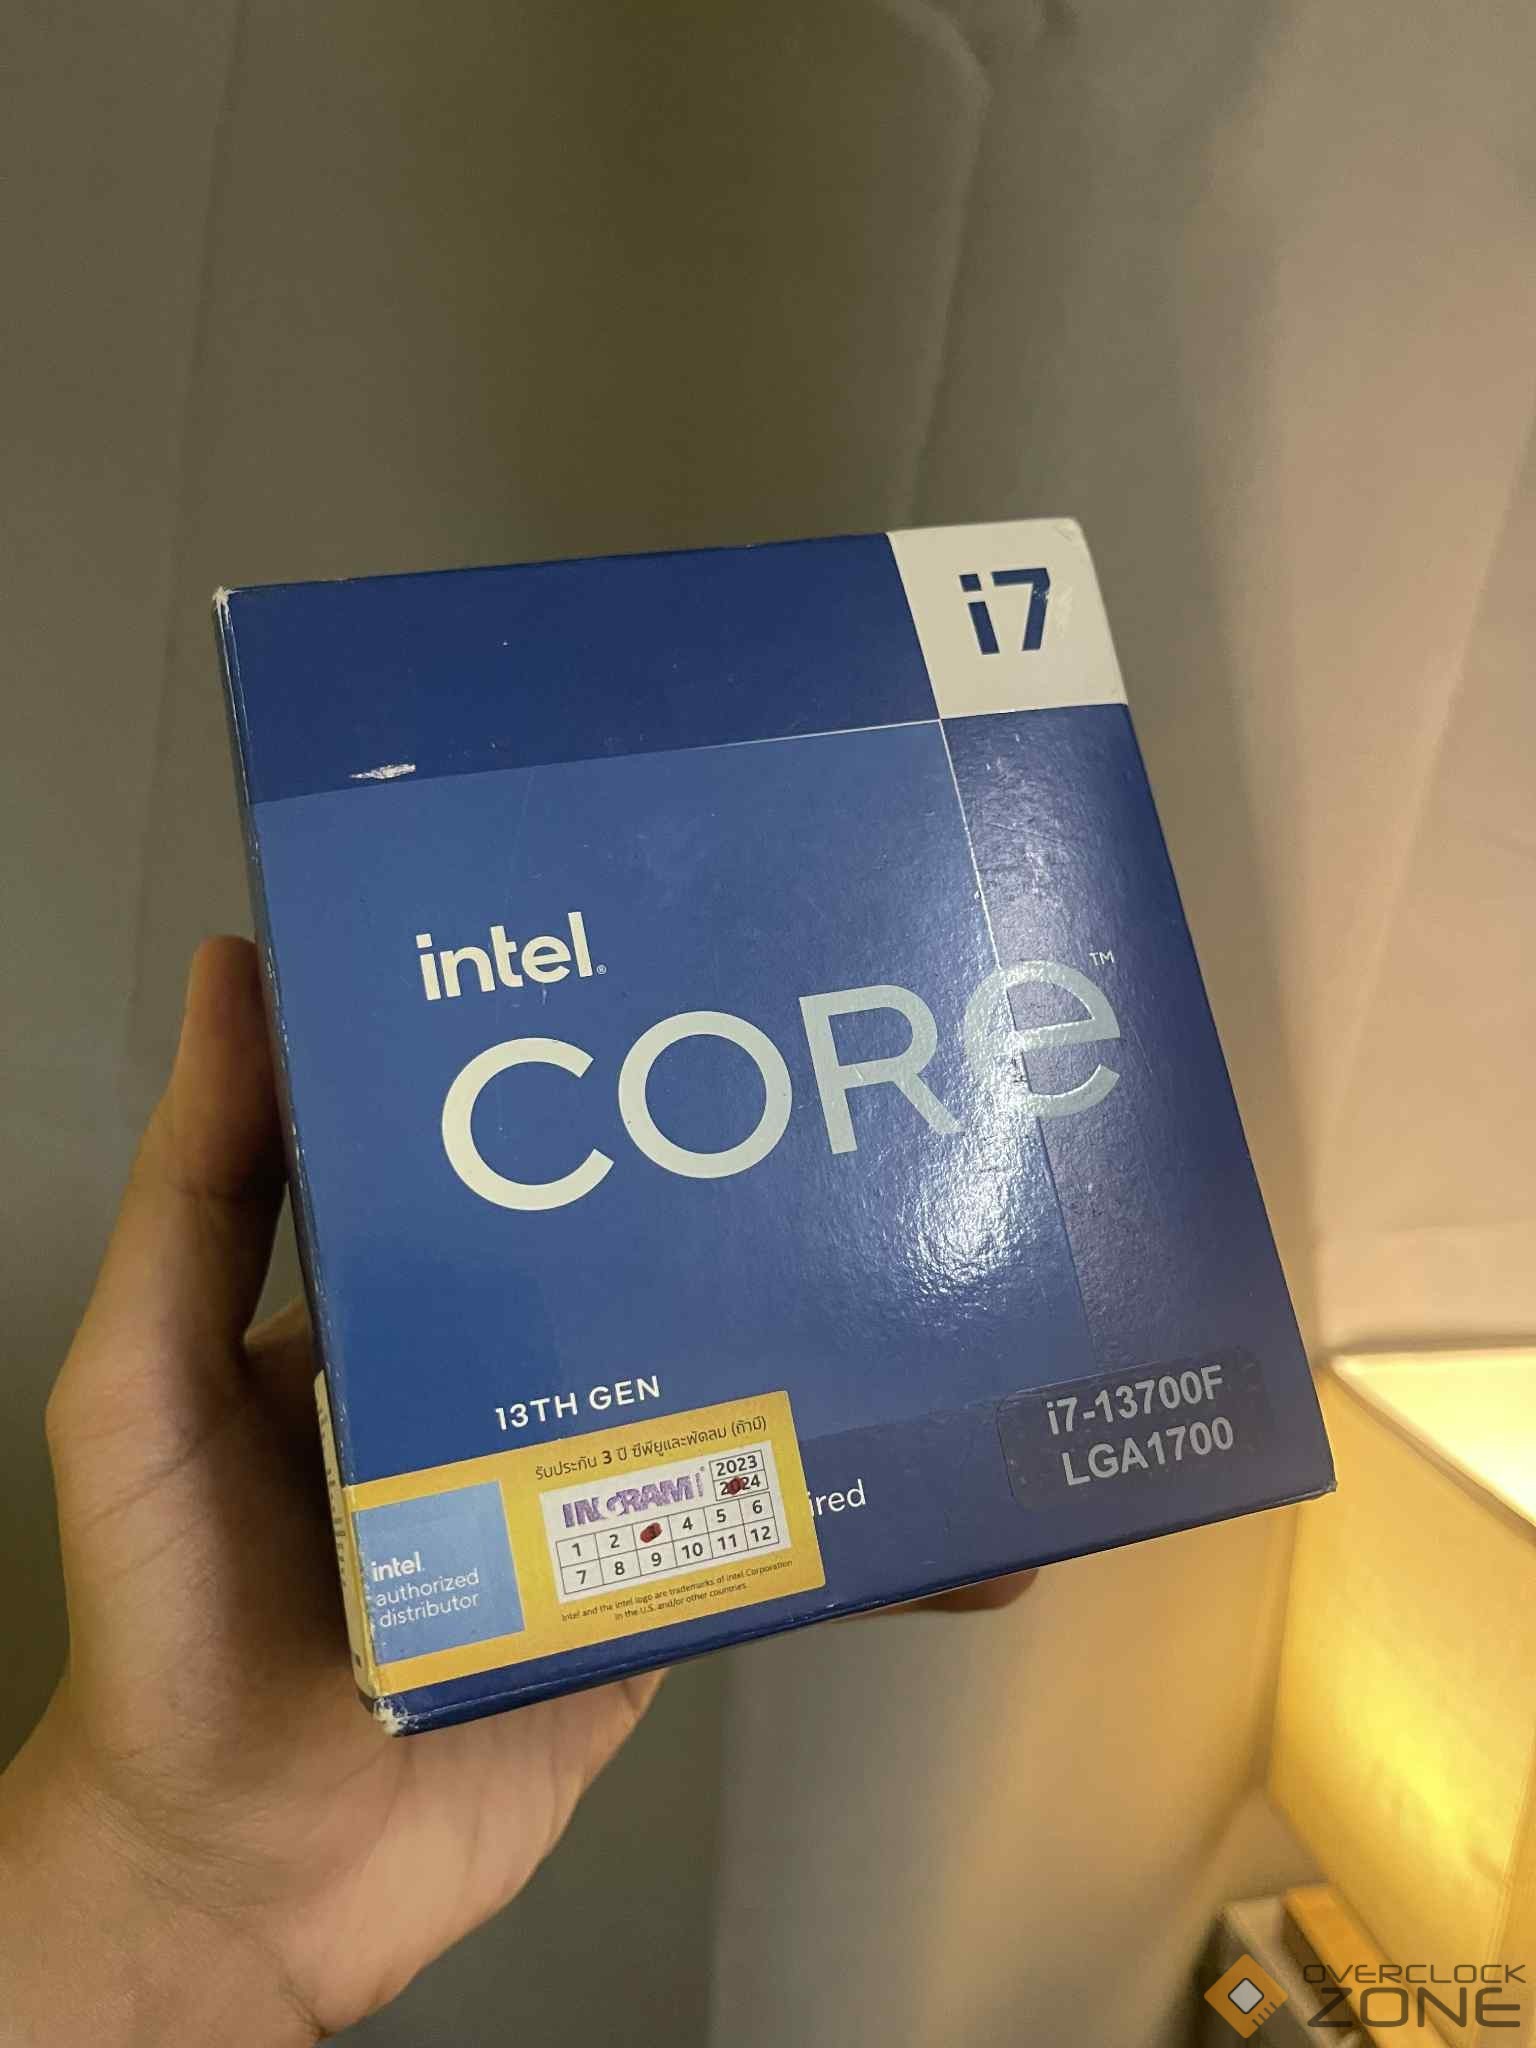 i7
intel®
CORE™
13TH GEN
i7-13700F
LGA1700
ired
รับประกัน 3 ปี ซีพียูและพัดลม (ถ้ามี)
INGRAM
2023
2024
1 2 3 4 5 6
7 8 9 10 11 12
intel
authorized
distributor
Intel and the Intel logo are trademarks of Intel Corporation
in the U.S. and/or other countries.
OVERCLOCK
ZONE